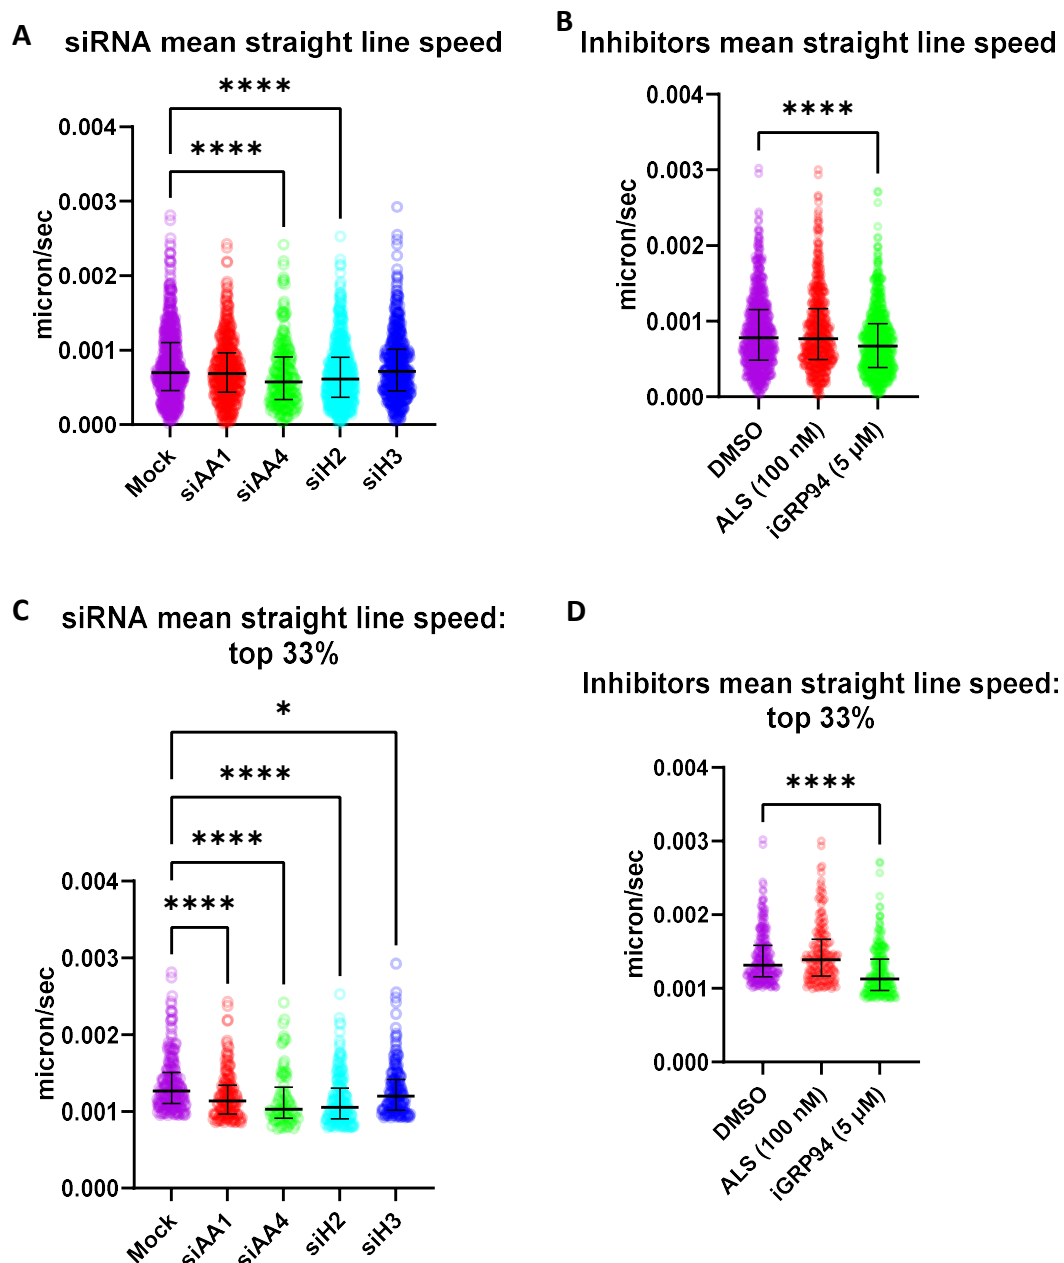 A
siRNA mean straight line speed
****
****
0.004
0.003
0.002
0.001
0.000
micron/sec
Mock
siAA1
siAA4
siH2
siH3
B
Inhibitors mean straight line speed
****
0.004
0.003
0.002
0.001
0.000
micron/sec
DMSO
ALS (100 nM)
iGRP94 (5 µM)
C
siRNA mean straight line speed:
top 33%
*
****
****
****
0.004
0.003
0.002
0.001
0.000
micron/sec
Mock
siAA1
siAA4
siH2
siH3
D
Inhibitors mean straight line speed:
top 33%
****
0.004
0.003
0.002
0.001
0.000
micron/sec
DMSO
ALS (100 nM)
iGRP94 (5 µM)